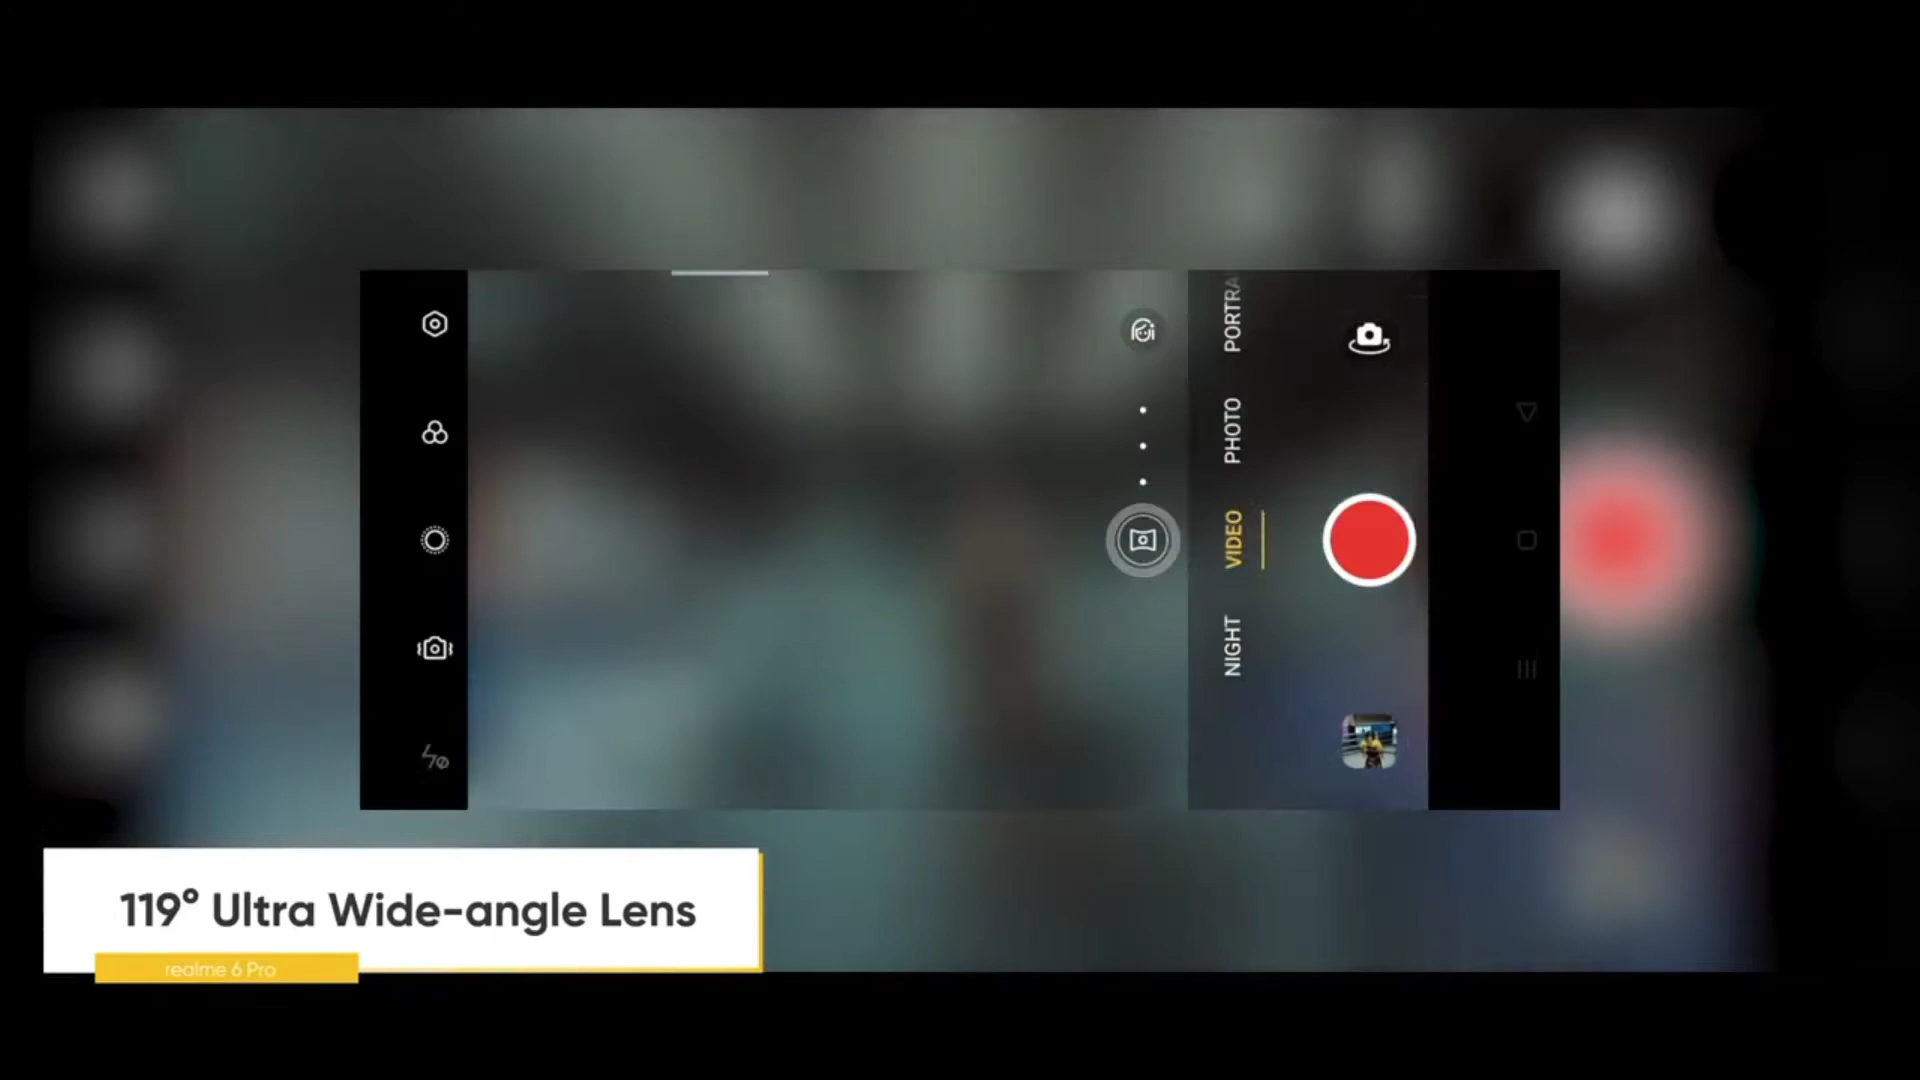 PORTRA
PHOTO
VIDEO
NIGHT
119° Ultra Wide-angle Lens
realme 6 Pro